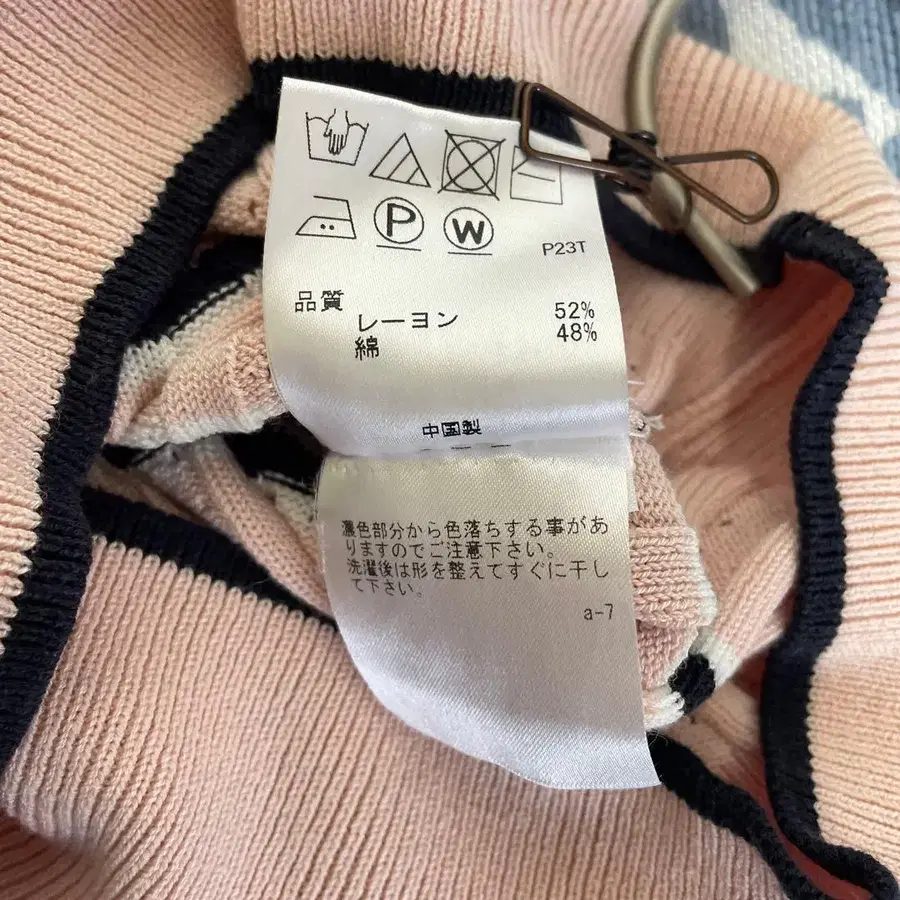 P
W
P23T
品質
レーヨン 52%
綿 48%
中国製
濃色部分から色落ちする事があ
りますのでご注意下さい。
洗濯後は形を整えてすぐに干し
て下さい。
a-7